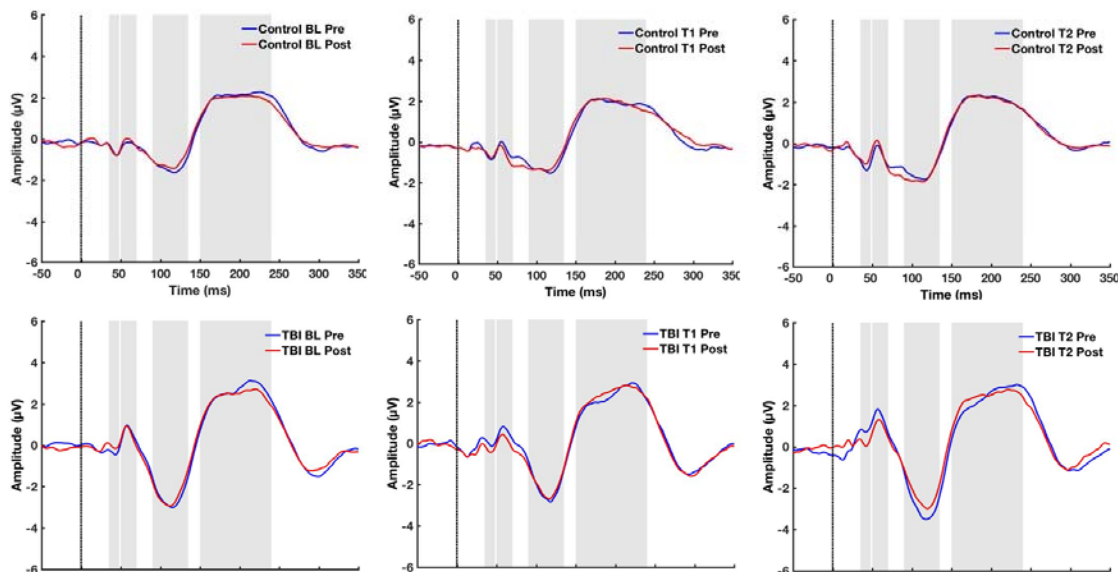 6
Control BL Pre
Control BL Post
4
2
0
-2
-4
-6
Amplitude (µV)
-50 0 50 100 150 200 250 300 350
Time (ms)
6
Control T1 Pre
Control T1 Post
4
2
0
-2
-4
-6
Amplitude (µV)
-50 0 50 100 150 200 250 300 350
Time (ms)
6
Control T2 Pre
Control T2 Post
4
2
0
-2
-4
-6
Amplitude (µV)
-50 0 50 100 150 200 250 300 350
Time (ms)
6
TBI BL Pre
TBI BL Post
4
2
0
-2
-4
-6
Amplitude (µV)
6
TBI T1 Pre
TBI T1 Post
4
2
0
-2
-4
-6
Amplitude (µV)
6
TBI T2 Pre
TBI T2 Post
4
2
0
-2
-4
-6
Amplitude (µV)